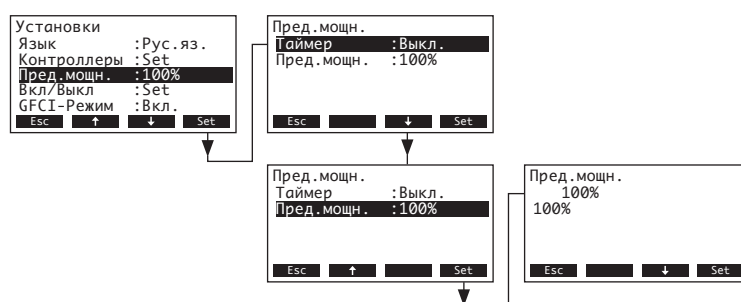 Установки
Язык :Рус.яз.
Контроллеры :Set
Пред.мощн. :100%
Вкл/Выкл :Set
GFCI-Режим :Вкл.
Esc ↑ ↓ Set
Пред.мощн.
Таймер :Выкл.
Пред.мощн. :100%
Esc ↓ Set
Пред.мощн.
Таймер :Выкл.
Пред.мощн. :100%
Esc ↑ Set
Пред.мощн.
100%
100%
Esc ↓ Set